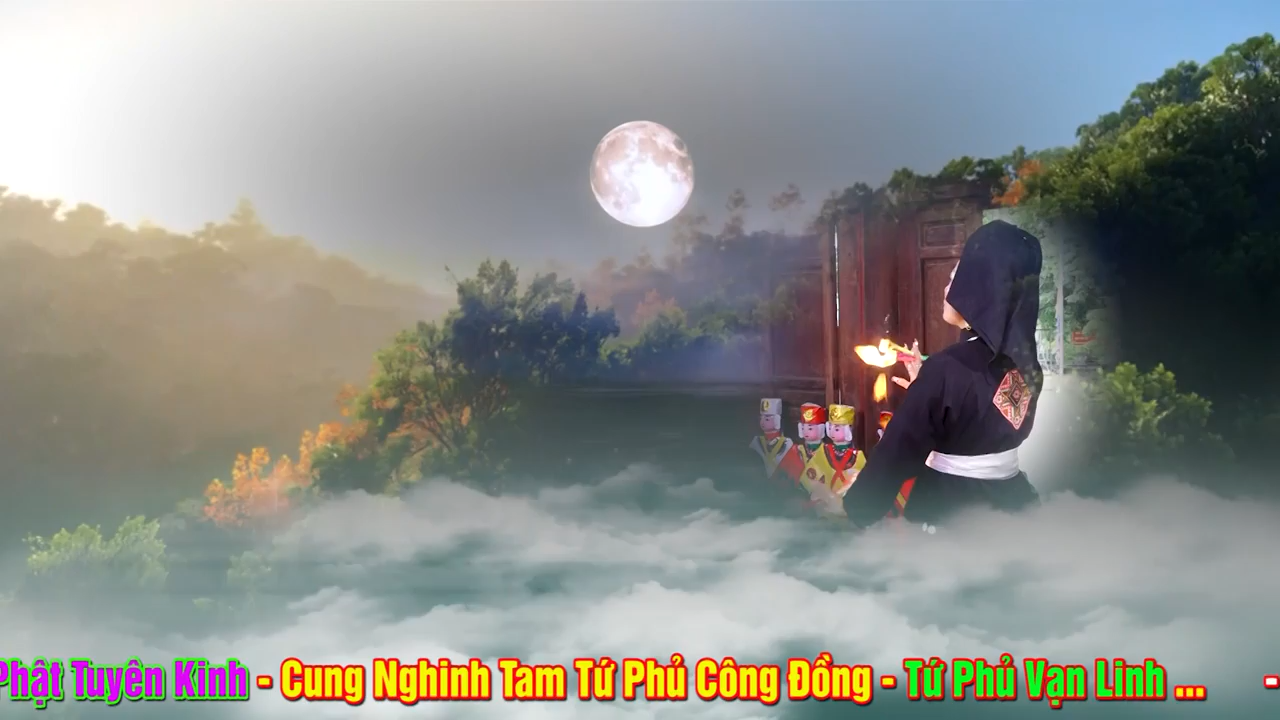 Phật Tuyên Kinh - Cung Nghinh Tam Tứ Phủ Công Đồng - Tứ Phủ Vạn Linh ... -